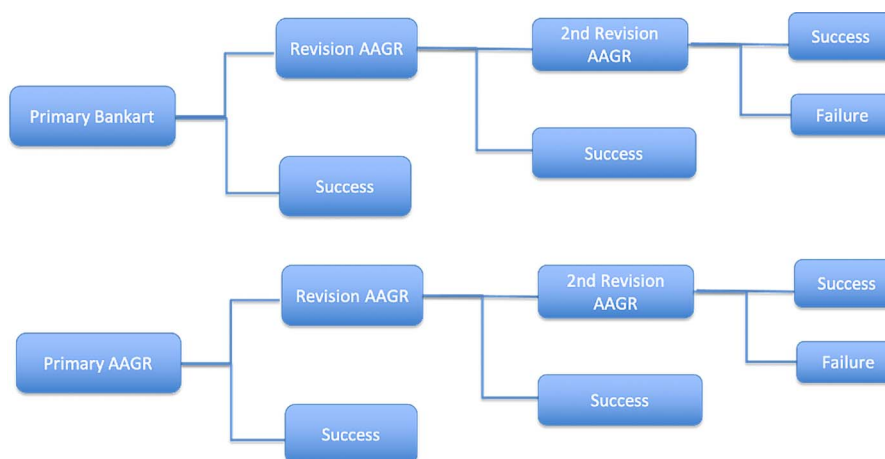 Primary Bankart
Revision AAGR
Success
2nd Revision
AAGR
Success
Success
Failure
Primary AAGR
Revision AAGR
Success
2nd Revision
AAGR
Success
Success
Failure